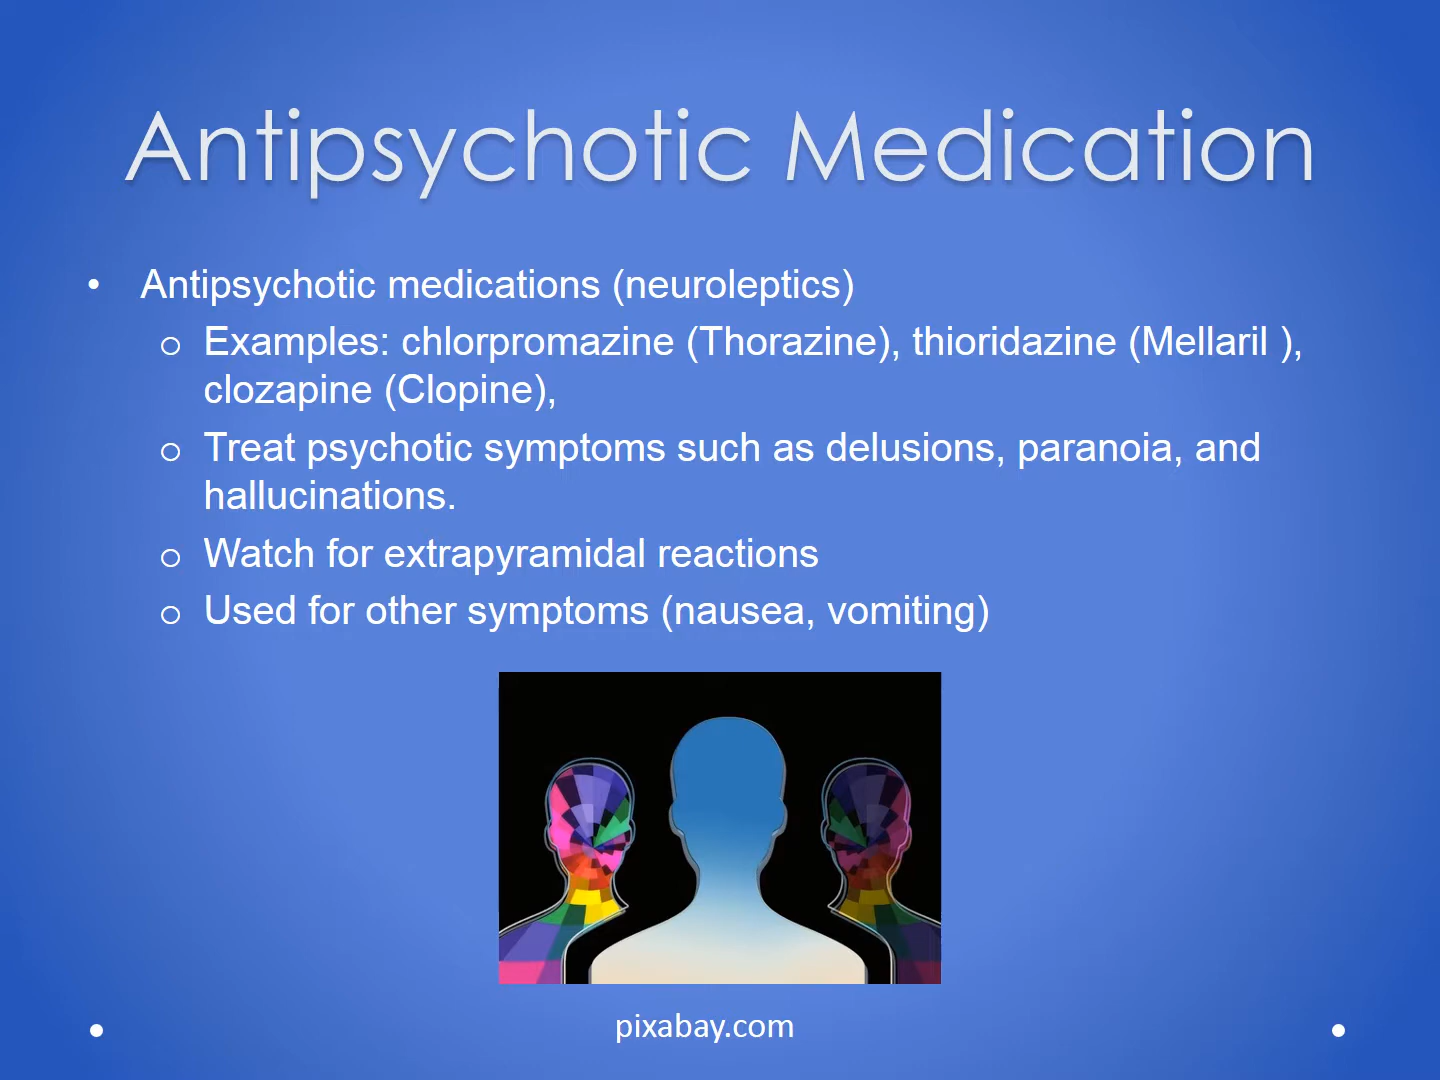 Antipsychotic Medication
• Antipsychotic medications (neuroleptics)
o Examples: chlorpromazine (Thorazine), thioridazine (Mellaril ),
clozapine (Clopine),
o Treat psychotic symptoms such as delusions, paranoia, and
hallucinations.
o Watch for extrapyramidal reactions
o Used for other symptoms (nausea, vomiting)
pixabay.com